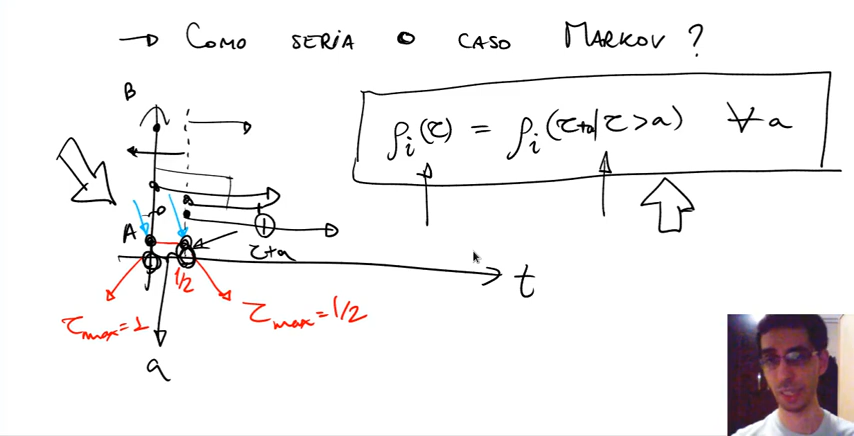 → COMO SERIA O CASO MARKOV?
B
ρᵢ(τ) = ρᵢ(τ+a|τ>a) ∀a
A
τ+a
1/2
t
τmax=1
τmax=1/2
a